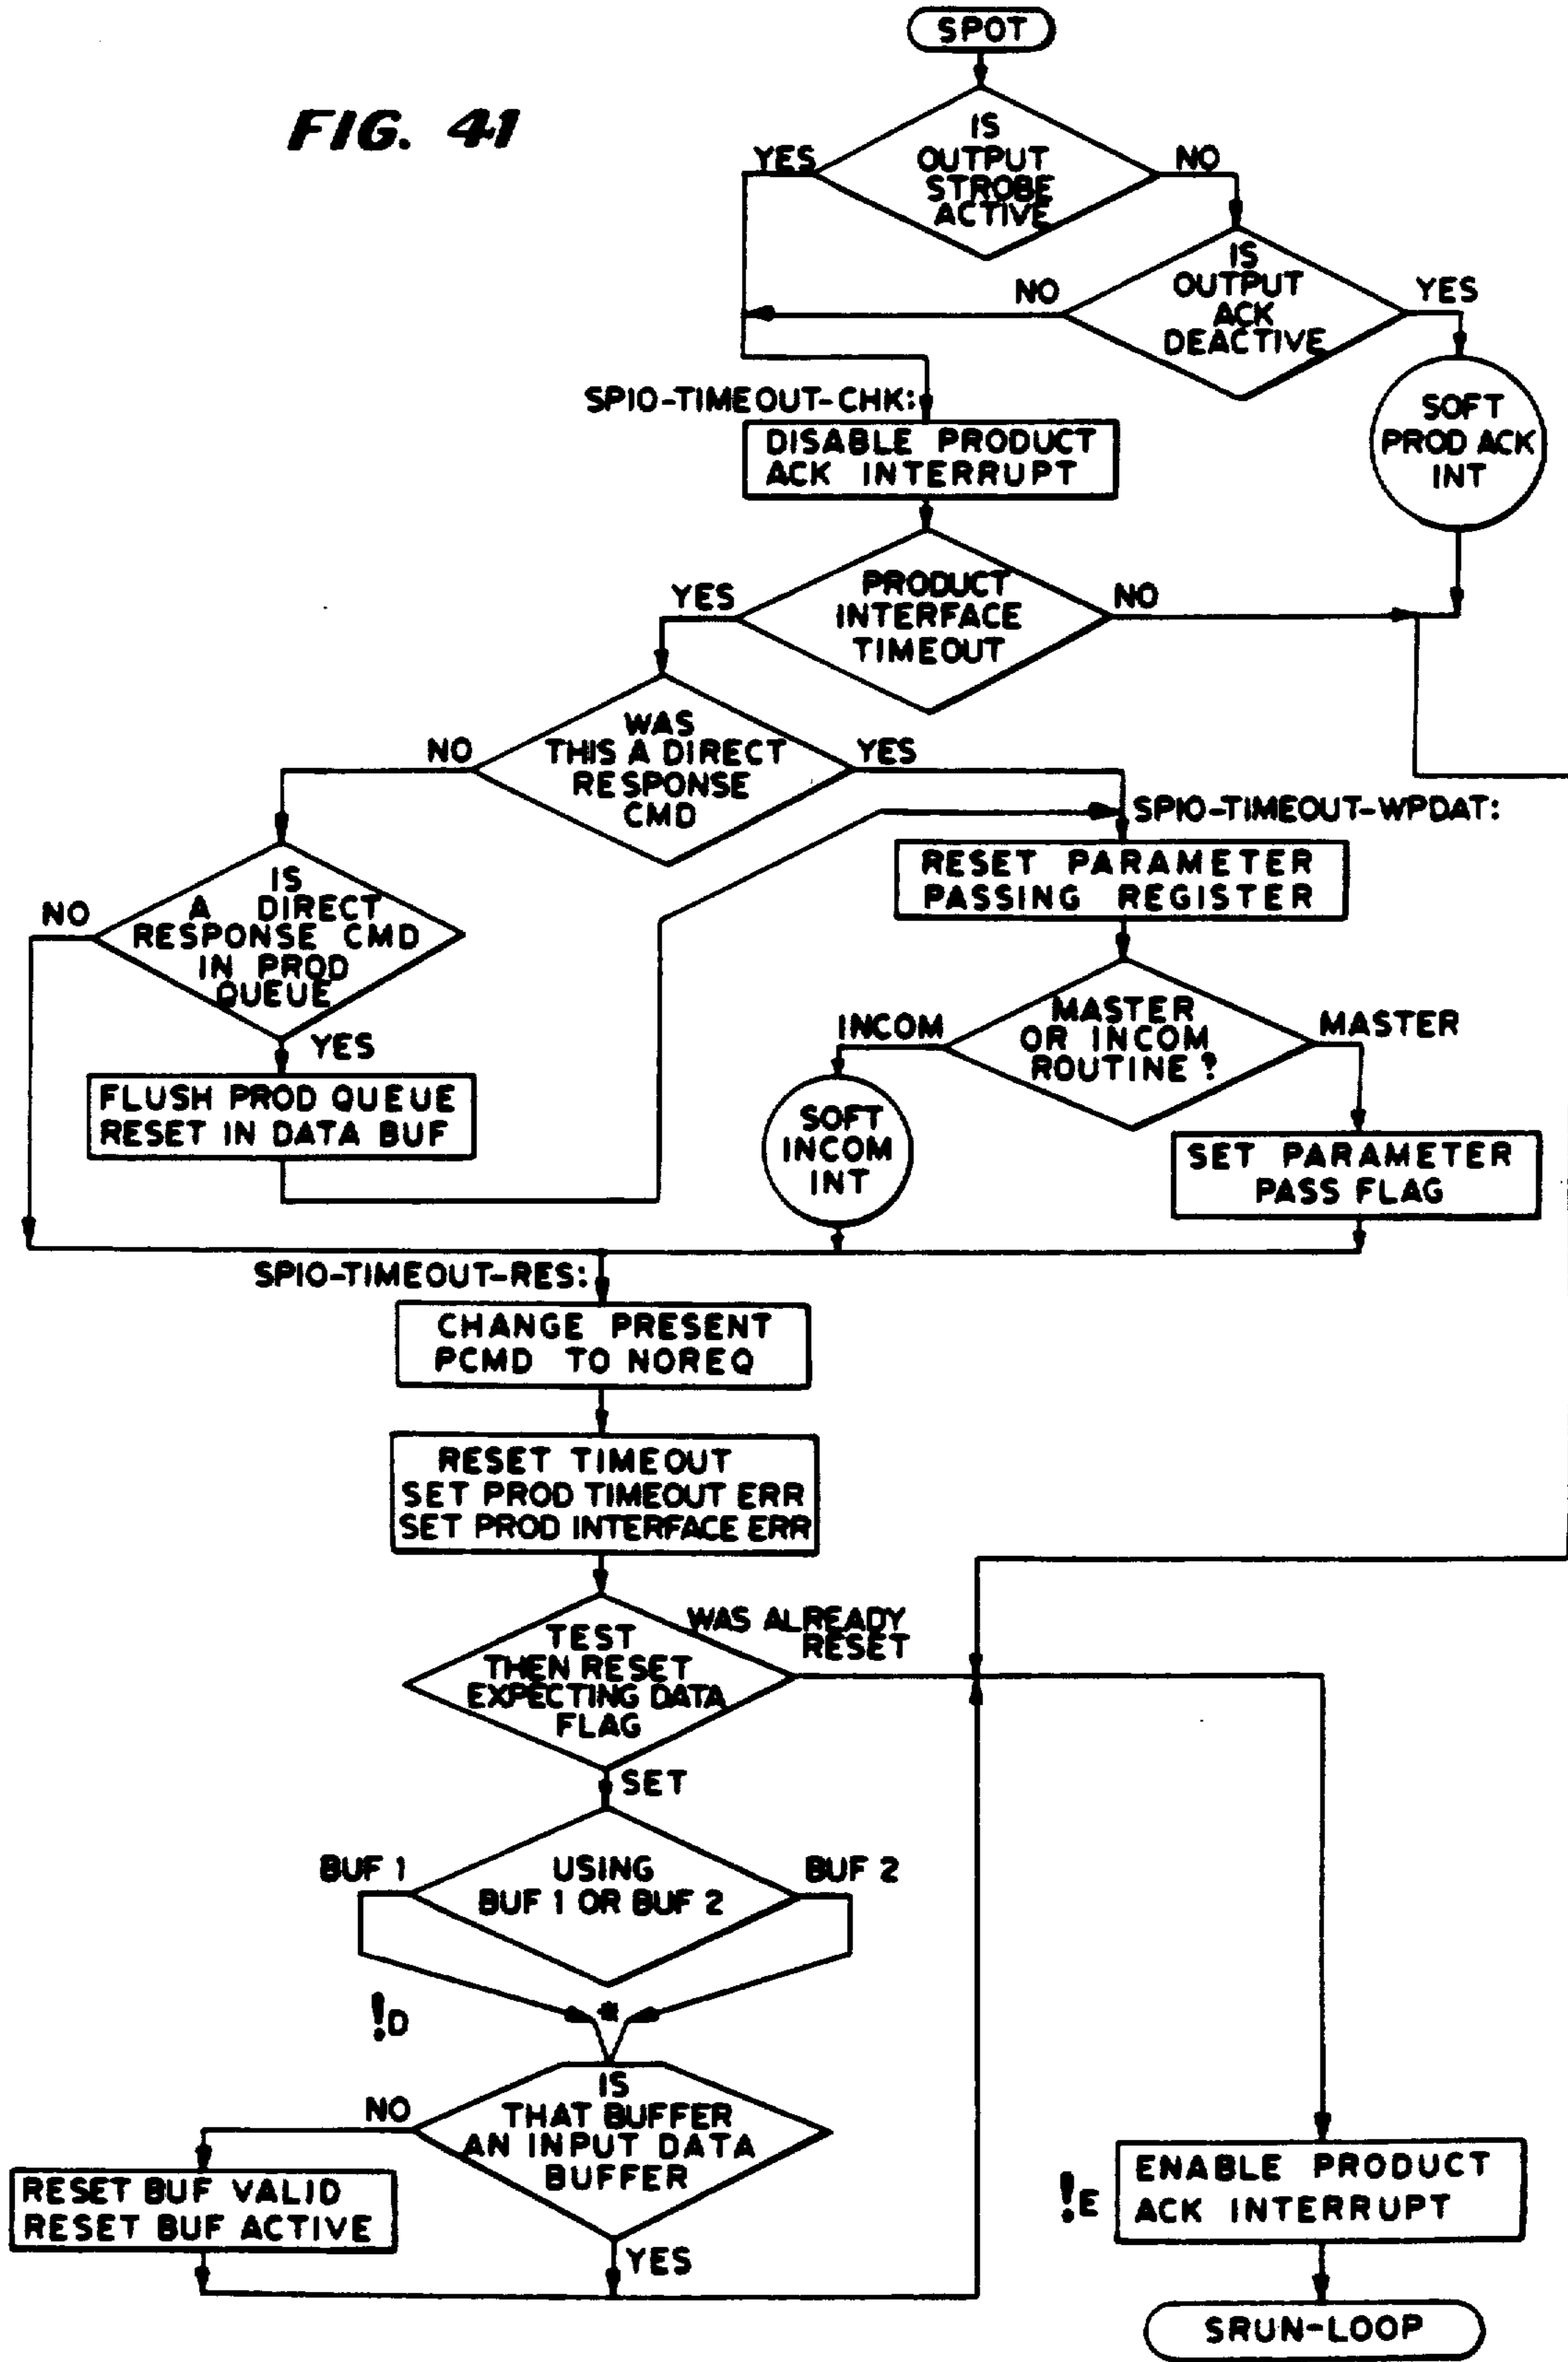 FIG. 41
SPOT
IS
OUTPUT
STROBE
ACTIVE
YES
NO
IS
OUTPUT
ACK
DEACTIVE
NO
YES
SOFT
PROD ACK
INT
SPIO-TIMEOUT-CHK:
DISABLE PRODUCT
ACK INTERRUPT
PRODUCT
INTERFACE
TIMEOUT
YES
NO
WAS
THIS A DIRECT
RESPONSE
CMD
NO
YES
SPIO-TIMEOUT-WPDAT:
RESET PARAMETER
PASSING REGISTER
IS
A DIRECT
RESPONSE CMD
IN PROD
QUEUE
NO
YES
FLUSH PROD QUEUE
RESET IN DATA BUF
MASTER
OR INCOM
ROUTINE ?
INCOM
MASTER
SOFT
INCOM
INT
SET PARAMETER
PASS FLAG
SPIO-TIMEOUT-RES:
CHANGE PRESENT
PCMD TO NOREQ
RESET TIMEOUT
SET PROD TIMEOUT ERR
SET PROD INTERFACE ERR
TEST
THEN RESET
EXPECTING DATA
FLAG
WAS ALREADY
RESET
SET
USING
BUF 1 OR BUF 2
BUF 1
BUF 2
*
!D
IS
THAT BUFFER
AN INPUT DATA
BUFFER
NO
YES
RESET BUF VALID
RESET BUF ACTIVE
!E
ENABLE PRODUCT
ACK INTERRUPT
SRUN-LOOP